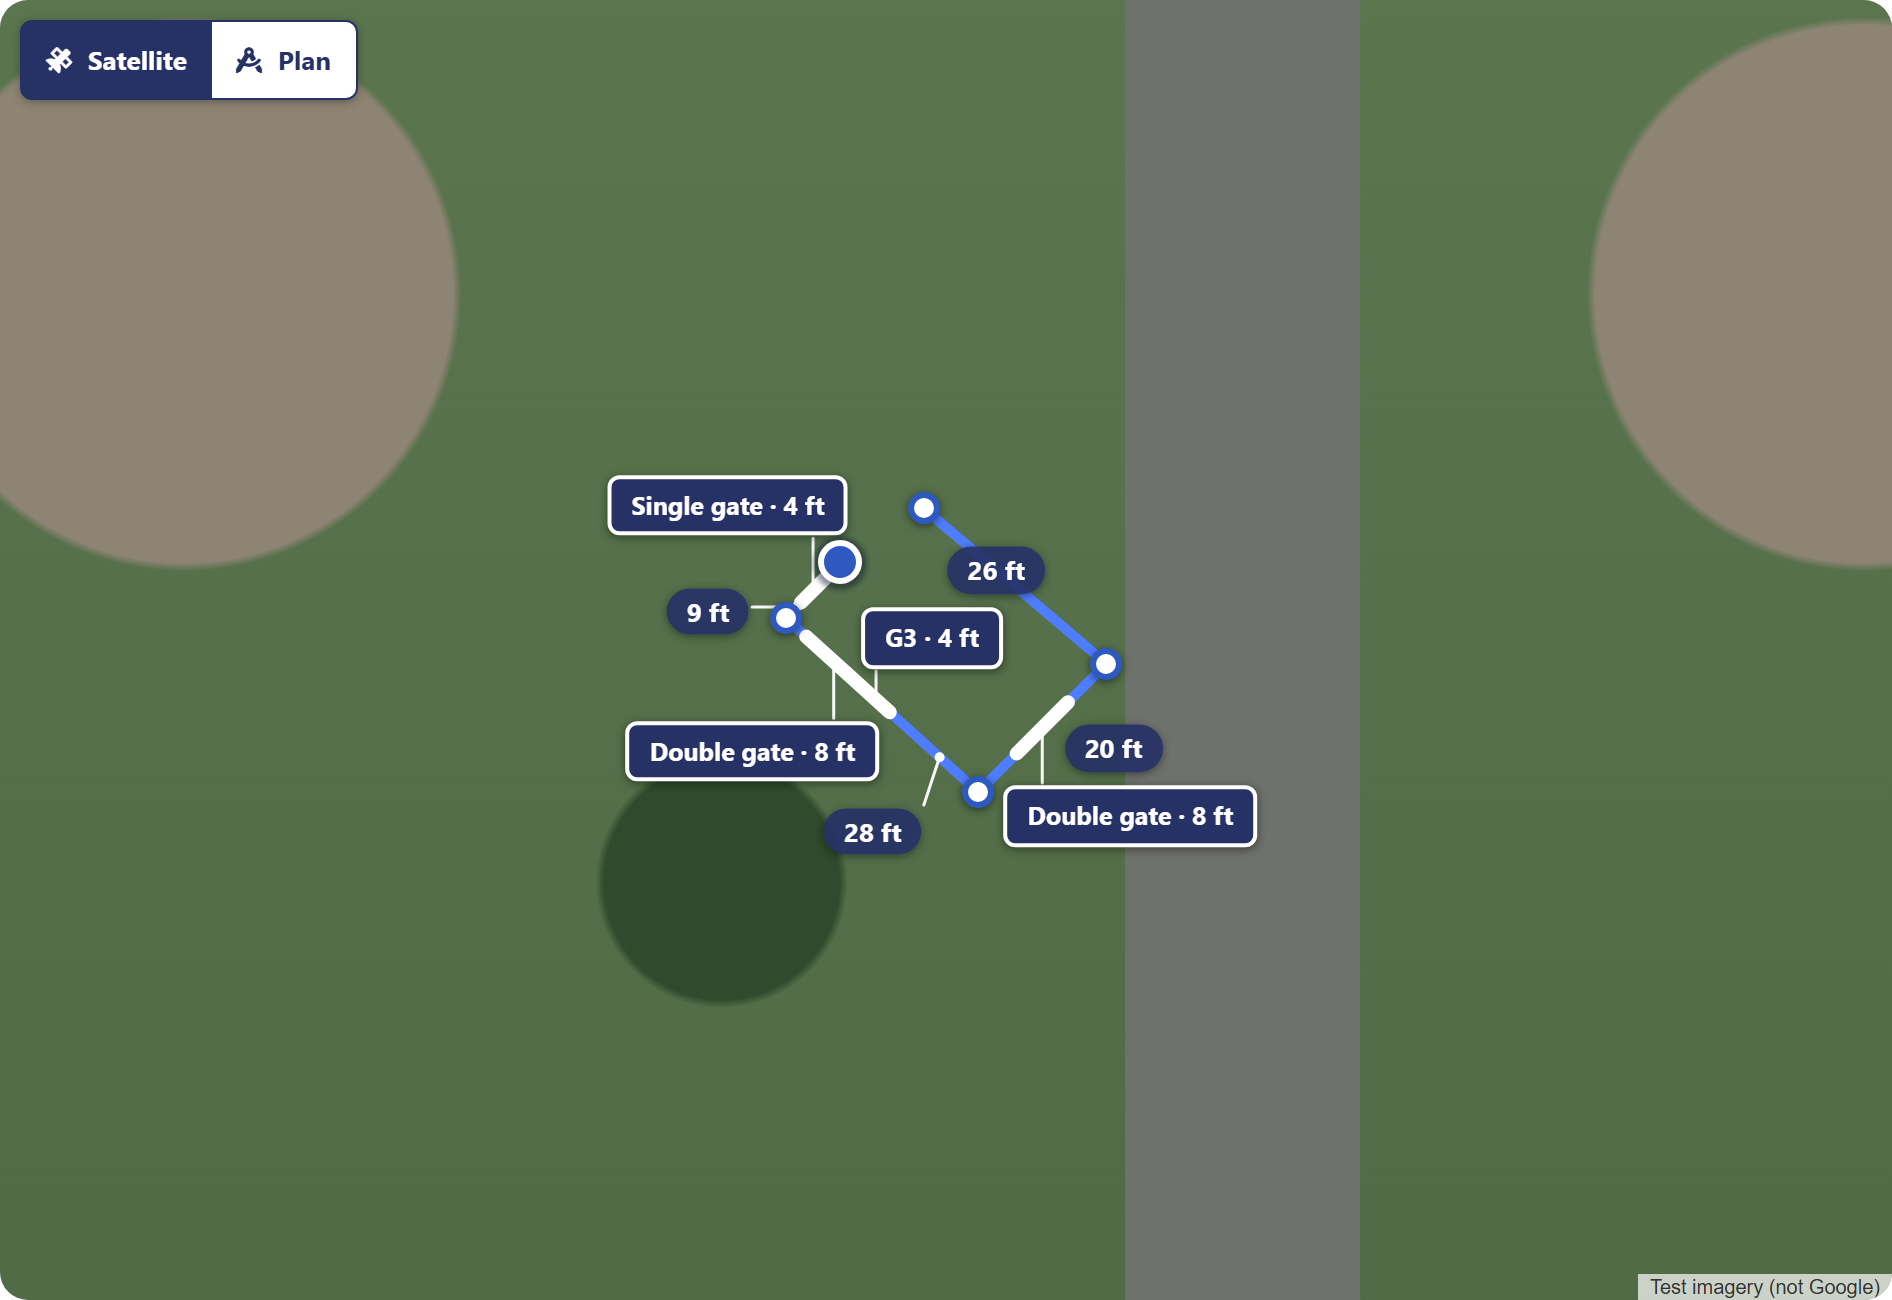 Satellite
Plan
Single gate · 4 ft
26 ft
9 ft
G3 · 4 ft
Double gate · 8 ft
20 ft
28 ft
Double gate · 8 ft
Test imagery (not Google)